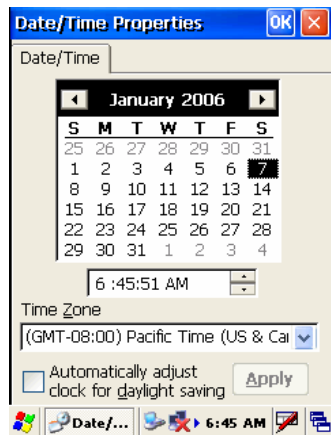 Date/Time Properties OK
Date/Time
January 2006
S M T W T F S
25 26 27 28 29 30 31
1 2 3 4 5 6 7
8 9 10 11 12 13 14
15 16 17 18 19 20 21
22 23 24 25 26 27 28
29 30 31 1 2 3 4
6 :45:51 AM
Time Zone
(GMT-08:00) Pacific Time (US & Car
Automatically adjust
clock for daylight saving
Apply
Date/... 6:45 AM